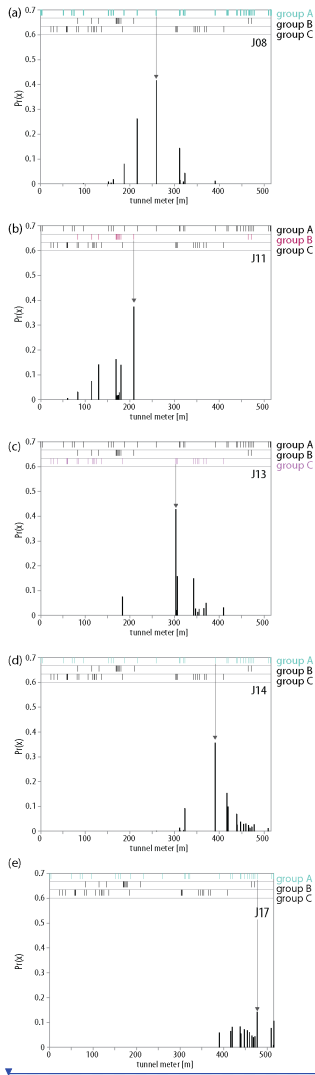 (a)
group A
group B
group C
J08
Pr(x)
0.7
0.6
0.5
0.4
0.3
0.2
0.1
0
0 100 200 300 400 500
tunnel meter [m]
(b)
group A
group B
group C
J11
Pr(x)
0.7
0.6
0.5
0.4
0.3
0.2
0.1
0
0 100 200 300 400 500
tunnel meter [m]
(c)
group A
group B
group C
J13
Pr(x)
0.7
0.6
0.5
0.4
0.3
0.2
0.1
0
0 100 200 300 400 500
tunnel meter [m]
(d)
group A
group B
group C
J14
Pr(x)
0.7
0.6
0.5
0.4
0.3
0.2
0.1
0
0 100 200 300 400 500
tunnel meter [m]
(e)
group A
group B
group C
J17
Pr(x)
0.7
0.6
0.5
0.4
0.3
0.2
0.1
0
0 100 200 300 400 500
tunnel meter [m]